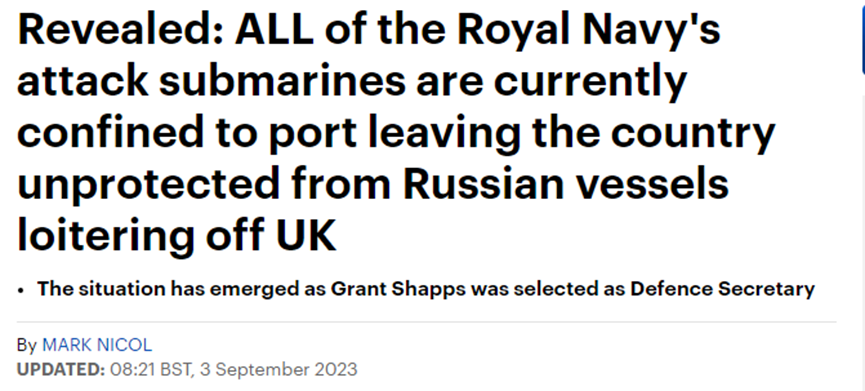 Revealed: ALL of the Royal Navy's
attack submarines are currently
confined to port leaving the country
unprotected from Russian vessels
loitering off UK
• The situation has emerged as Grant Shapps was selected as Defence Secretary
By MARK NICOL
UPDATED: 08:21 BST, 3 September 2023